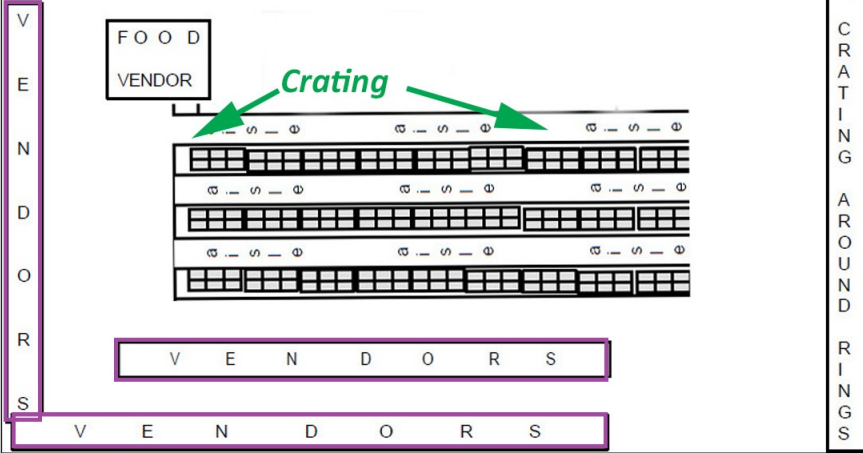 VENDORS
FOOD
VENDOR
Crating
aisle aisle aisle
aisle aisle aisle
aisle aisle aisle
VENDORS
VENDORS
CRATING AROUND RINGS